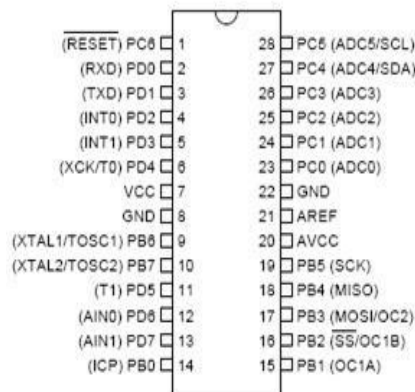 (RESET) PC6 1 28 PC5 (ADC5/SCL)
(RXD) PD0 2 27 PC4 (ADC4/SDA)
(TXD) PD1 3 26 PC3 (ADC3)
(INT0) PD2 4 25 PC2 (ADC2)
(INT1) PD3 5 24 PC1 (ADC1)
(XCK/T0) PD4 6 23 PC0 (ADC0)
VCC 7 22 GND
GND 8 21 AREF
(XTAL1/TOSC1) PB6 9 20 AVCC
(XTAL2/TOSC2) PB7 10 19 PB5 (SCK)
(T1) PD5 11 18 PB4 (MISO)
(AIN0) PD6 12 17 PB3 (MOSI/OC2)
(AIN1) PD7 13 16 PB2 (SS/OC1B)
(ICP) PB0 14 15 PB1 (OC1A)